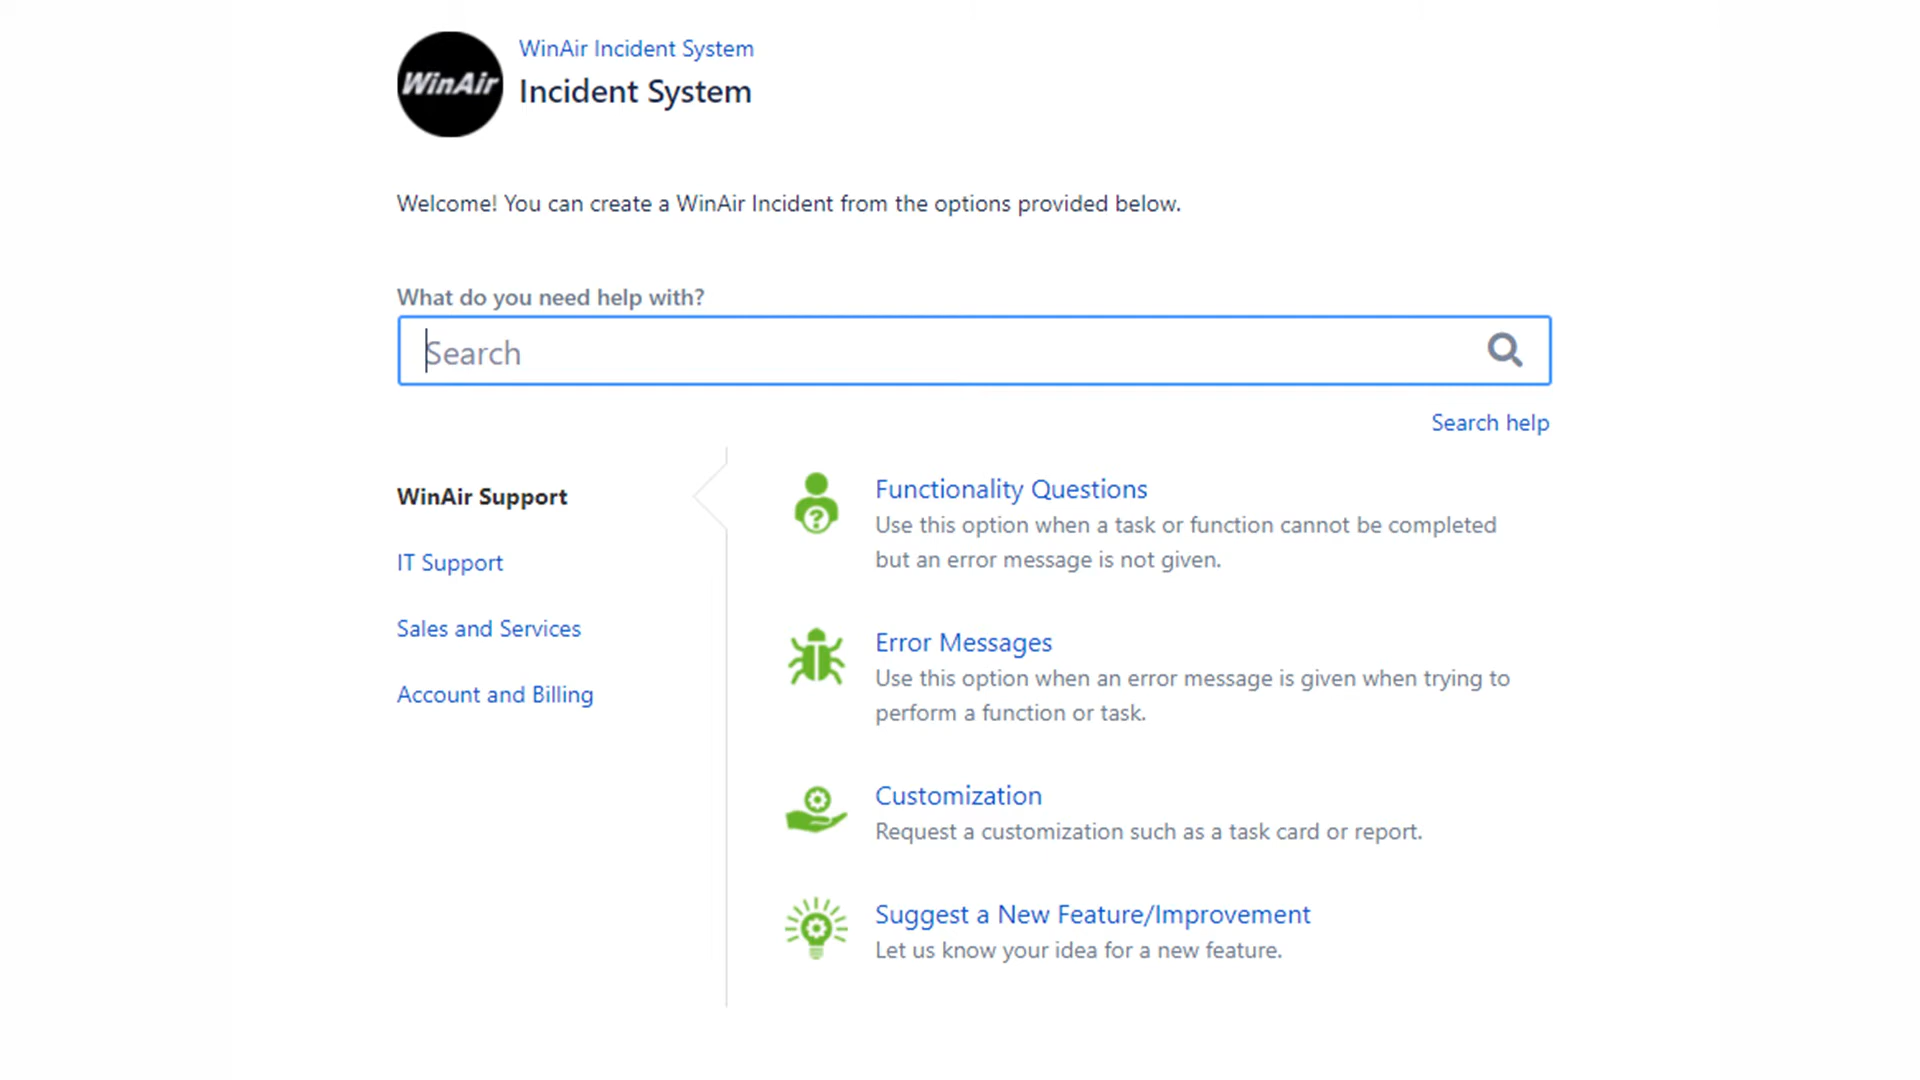 WinAir
WinAir Incident System
Incident System
Welcome! You can create a WinAir Incident from the options provided below.
What do you need help with?
Search
Search help
WinAir Support
IT Support
Sales and Services
Account and Billing
Functionality Questions
Use this option when a task or function cannot be completed
but an error message is not given.
Error Messages
Use this option when an error message is given when trying to
perform a function or task.
Customization
Request a customization such as a task card or report.
Suggest a New Feature/Improvement
Let us know your idea for a new feature.